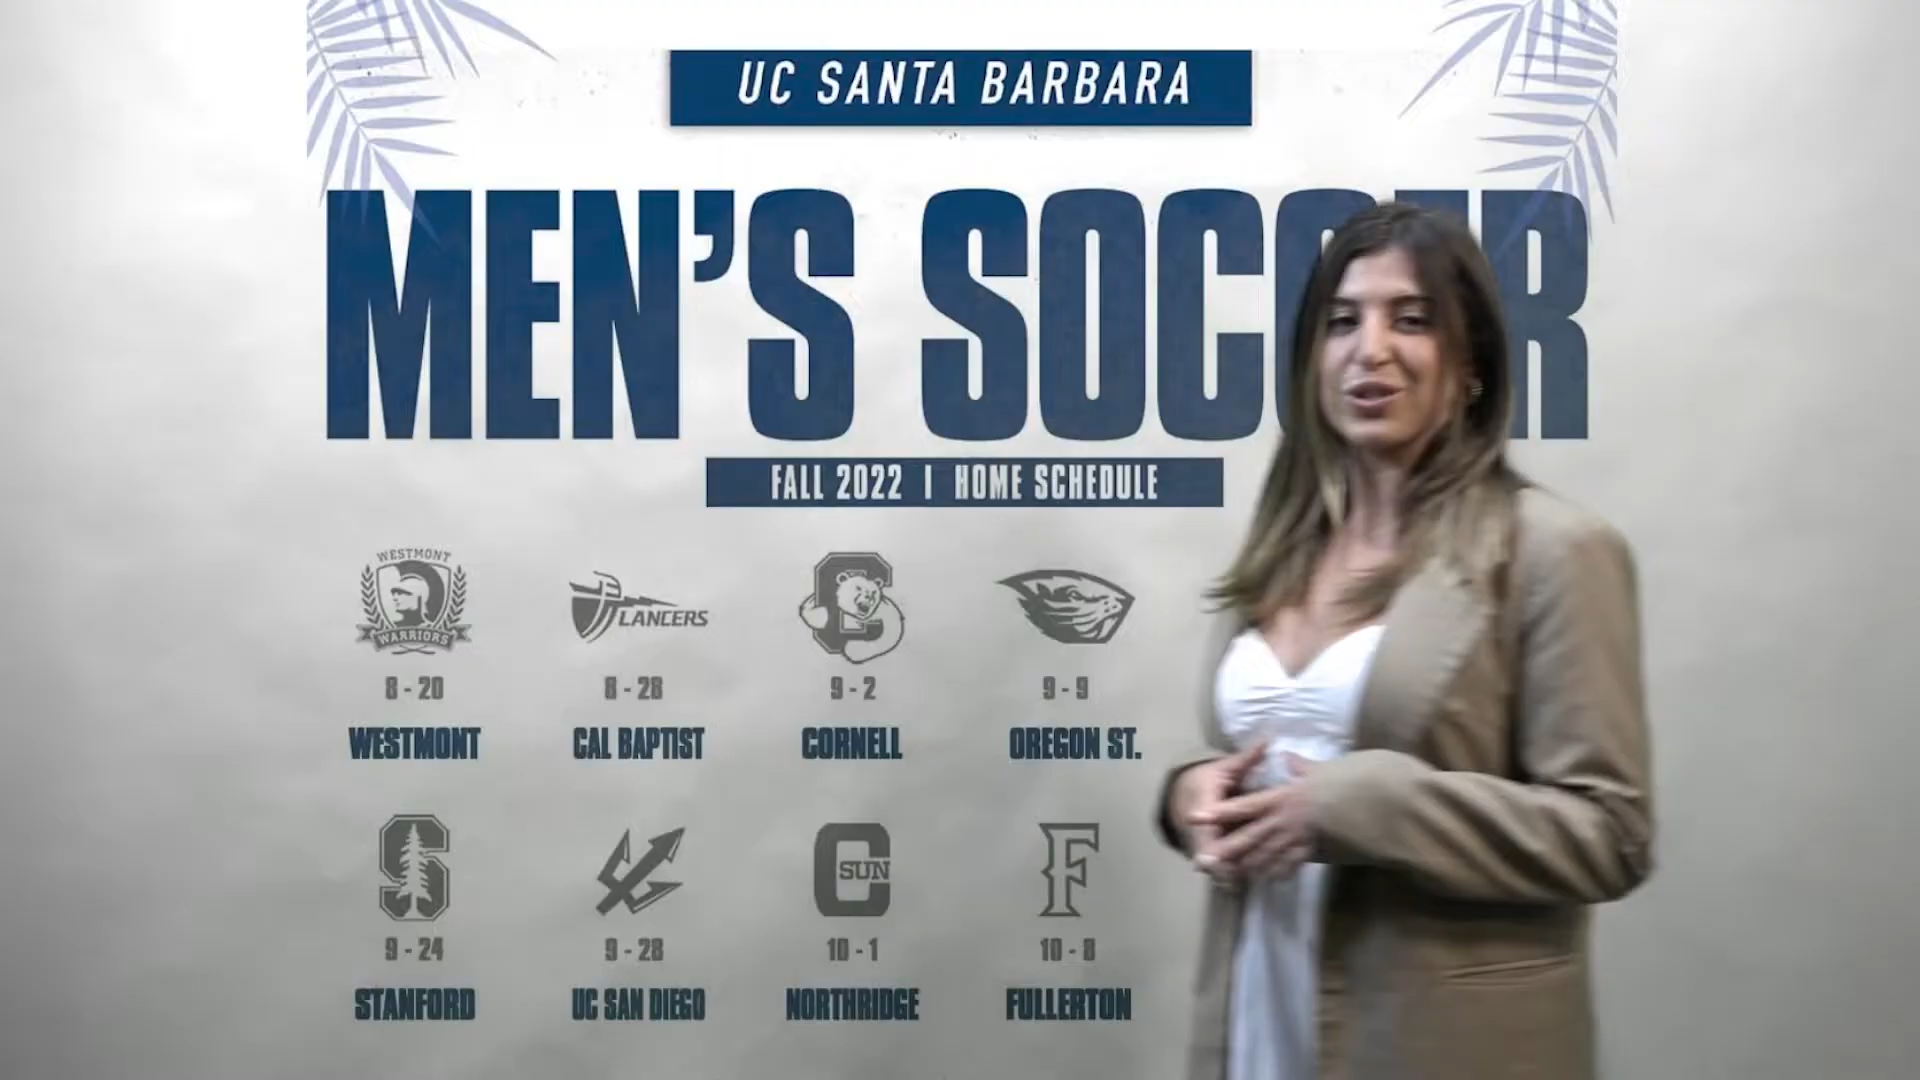 UC SANTA BARBARA
MEN'S SOCCER
FALL 2022 | HOME SCHEDULE
WESTMONT
WARRIORS
LANCERS
8 - 20
8 - 28
9 - 2
9 - 9
WESTMONT
CAL BAPTIST
CORNELL
OREGON ST.
SUN
9 - 24
9 - 28
10 - 1
10 - 8
STANFORD
UC SAN DIEGO
NORTHRIDGE
FULLERTON